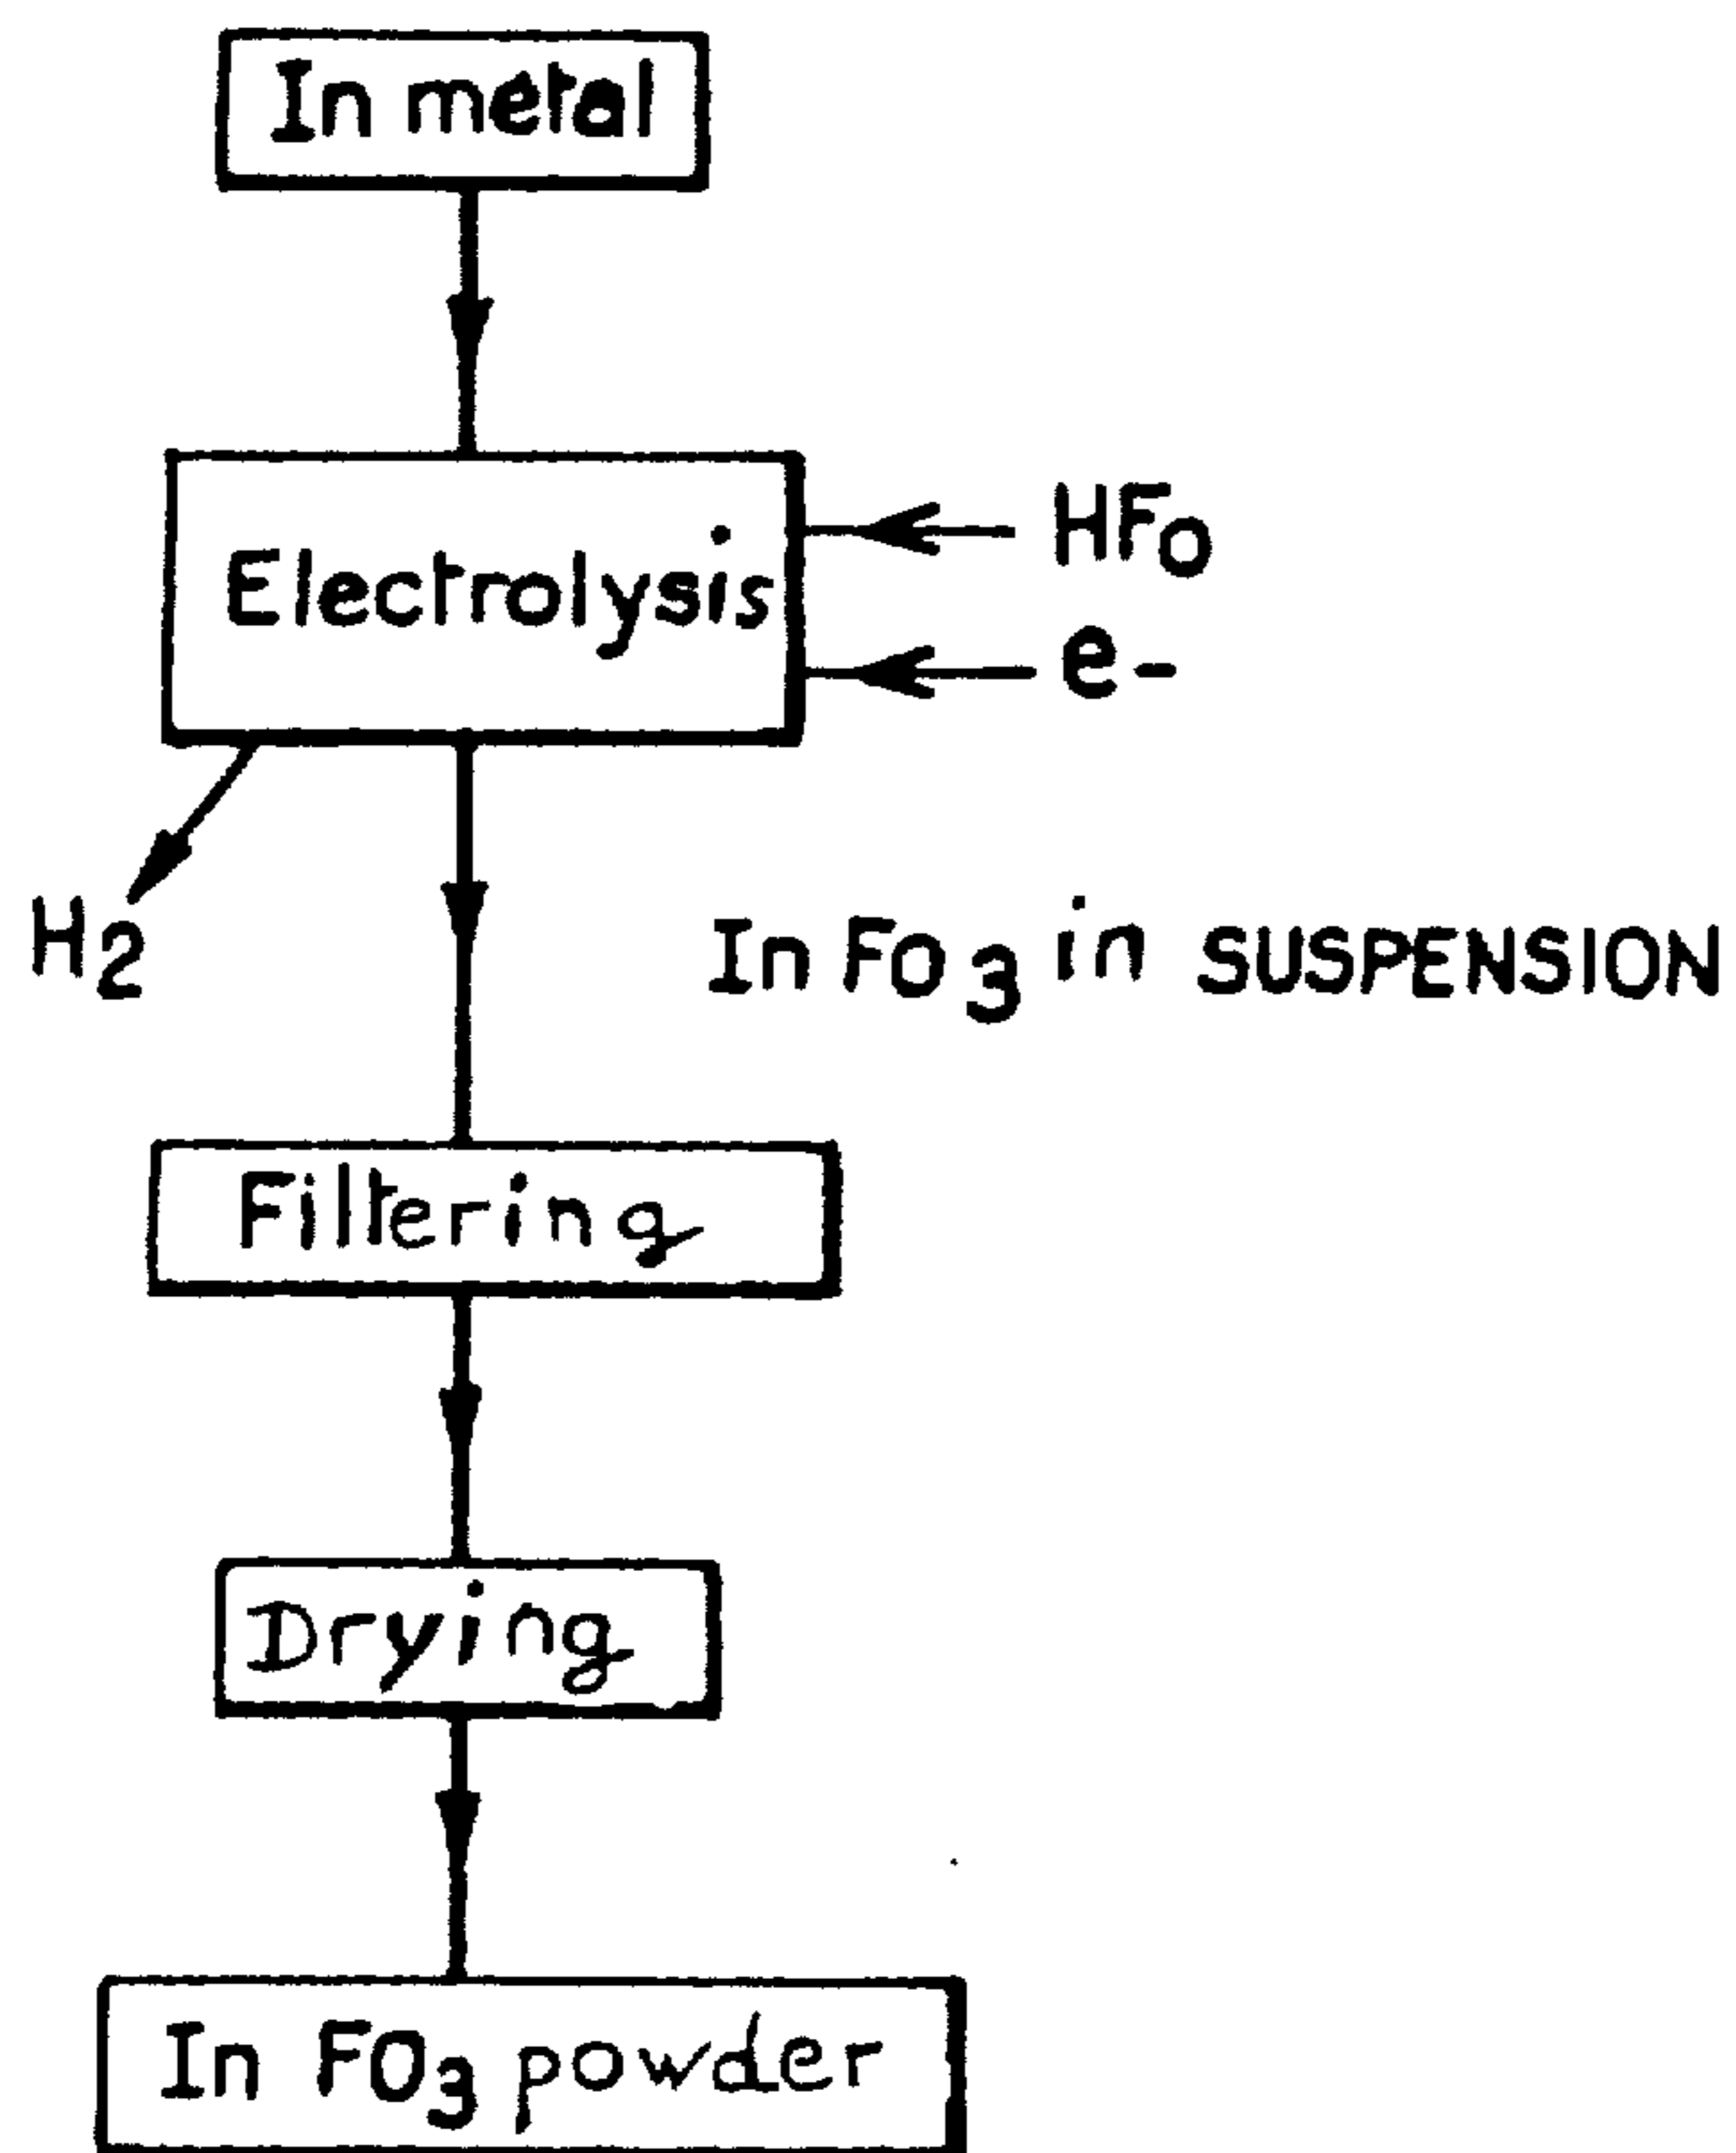 In metal
HFo
Electrolysis
e-
H2
In Fo3 in SUSPENSION
Filtering
Drying
In FO3 powder